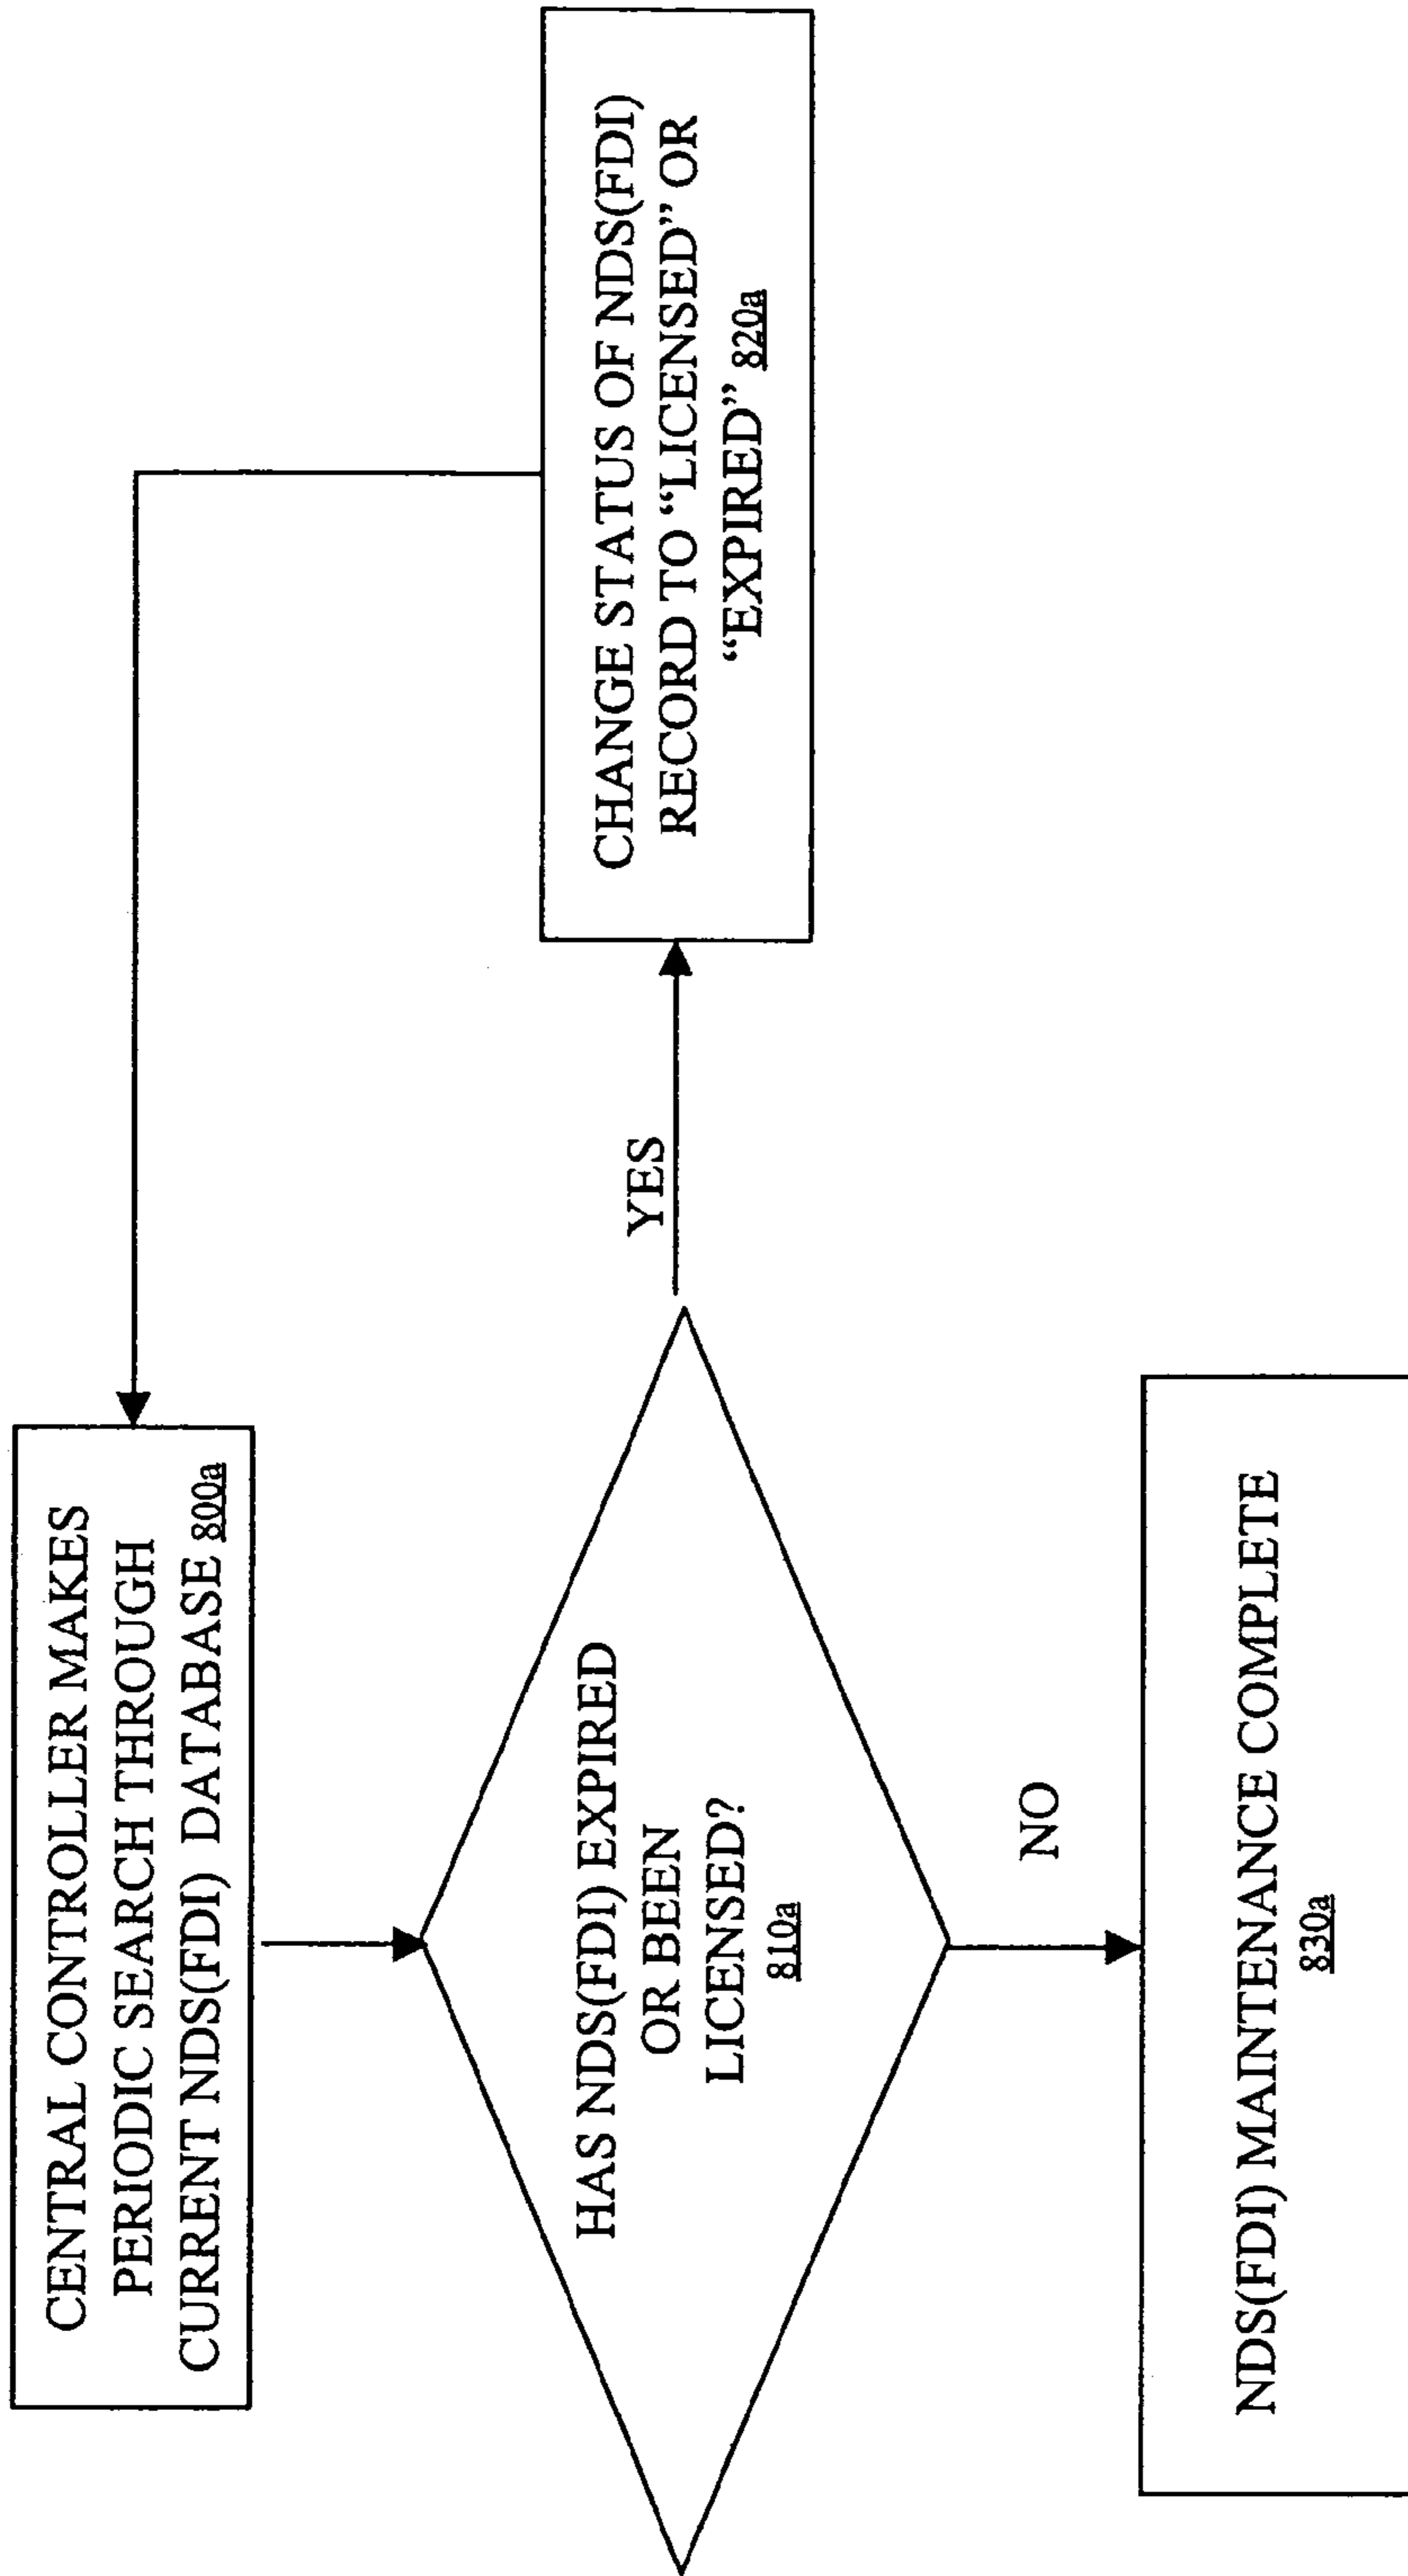 CENTRAL CONTROLLER MAKES
PERIODIC SEARCH THROUGH
CURRENT NDS(FDI) DATABASE 800a
HAS NDS(FDI) EXPIRED
OR BEEN
LICENSED?
810a
YES
CHANGE STATUS OF NDS(FDI)
RECORD TO “LICENSED” OR
“EXPIRED” 820a
NO
NDS(FDI) MAINTENANCE COMPLETE
830a